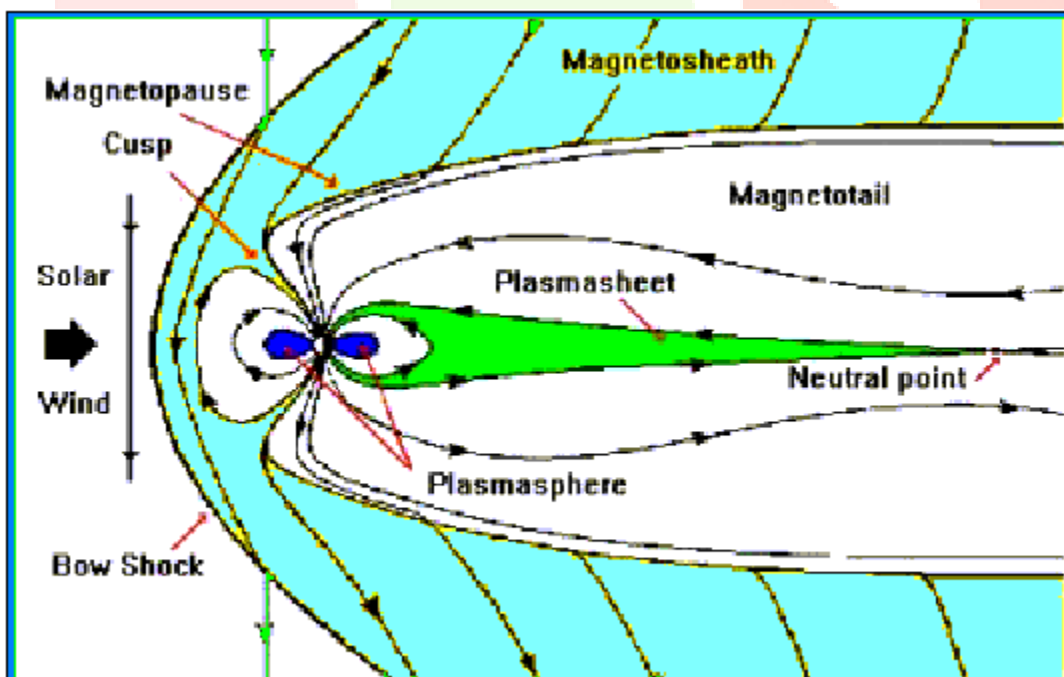 Magnetosheath
Magnetopause
Cusp
Magnetotail
Solar
Plasmasheet
Wind
Neutral point
Plasmasphere
Bow Shock